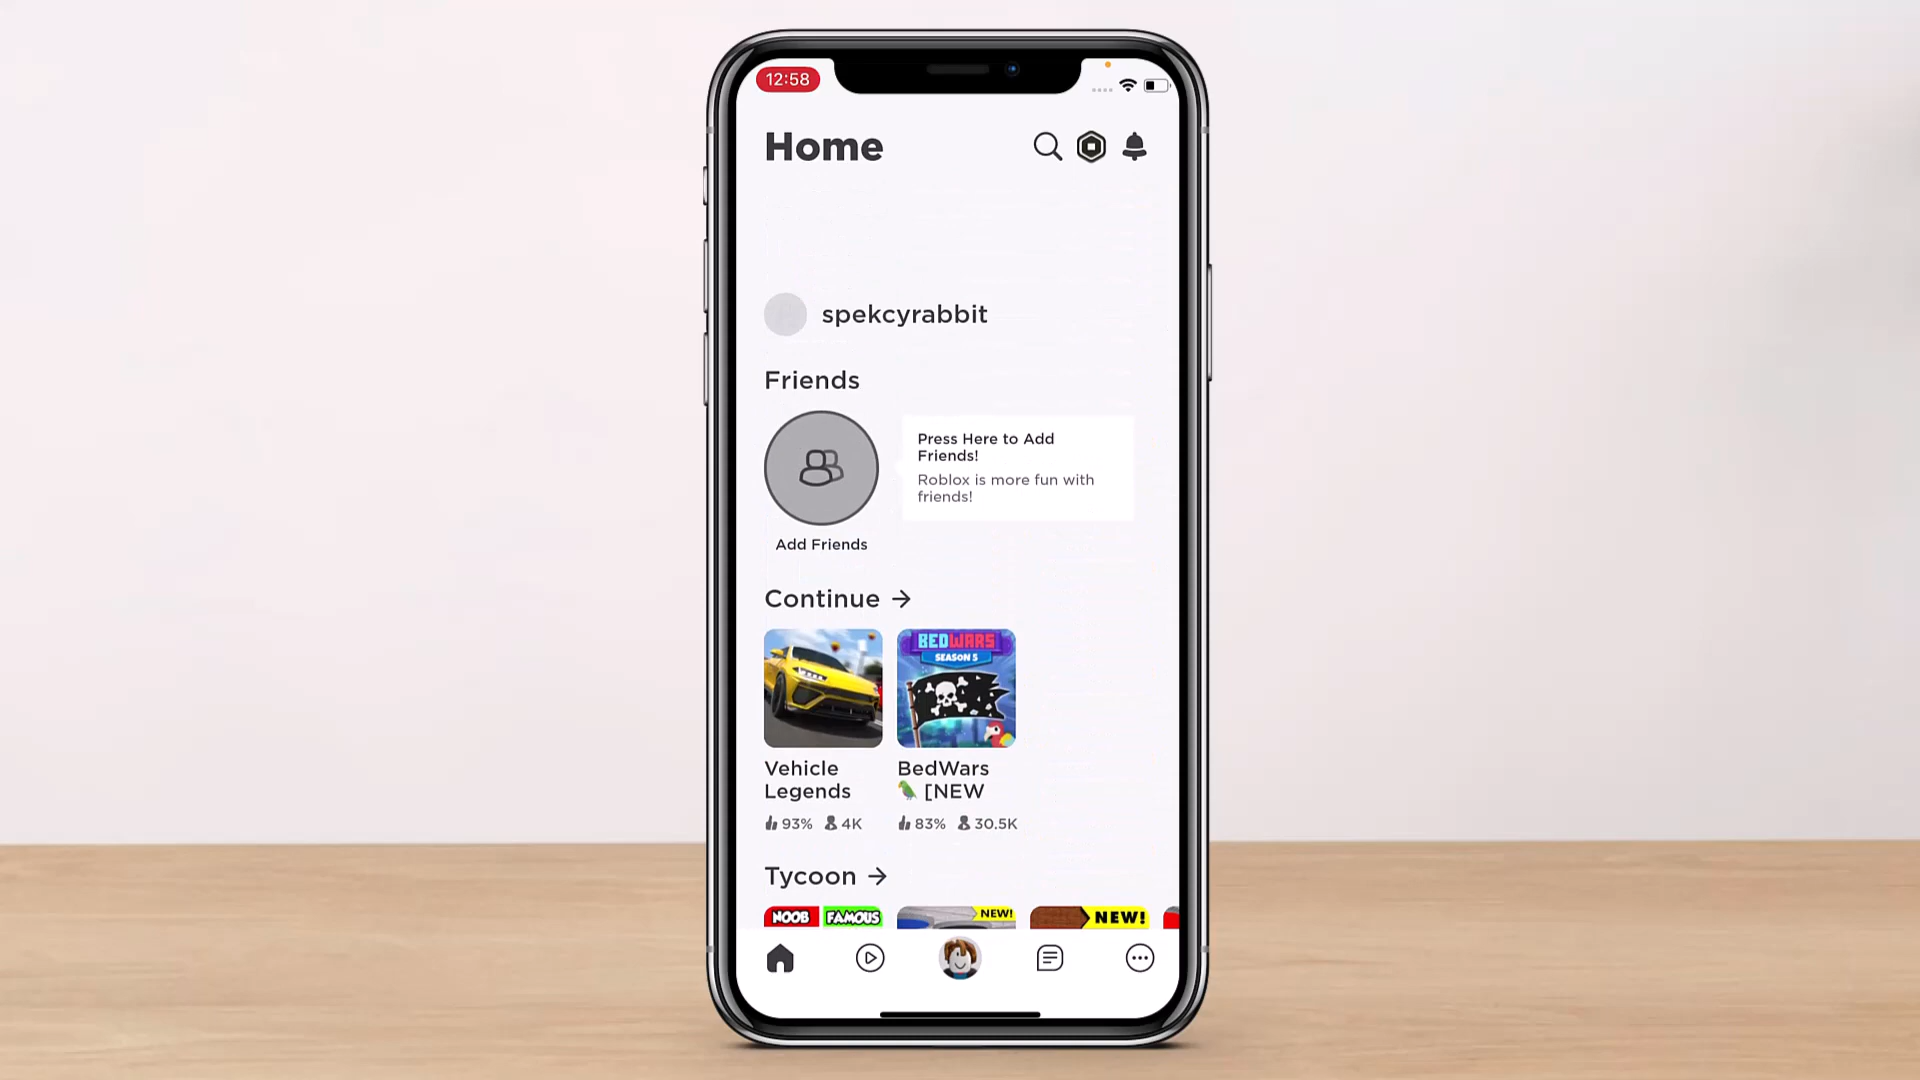 12:58
Home
spekcyrabbit
Friends
Press Here to Add
Friends!
Roblox is more fun with
friends!
Add Friends
Continue →
BEDWARS
SEASON 5
Vehicle
Legends
BedWars
🦜 [NEW
93% 4K
83% 30.5K
Tycoon →
NOOB FAMOUS
NEW!
NEW!